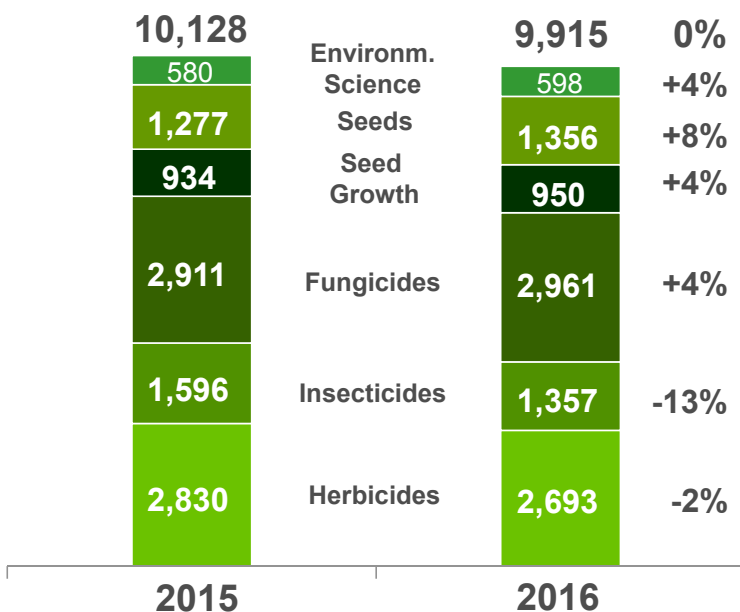 10,128
9,915
0%
Environm.
Science
580
598
+4%
Seeds
1,277
1,356
+8%
Seed
Growth
934
950
+4%
2,911
Fungicides
2,961
+4%
1,596
Insecticides
1,357
-13%
2,830
Herbicides
2,693
-2%
2015
2016